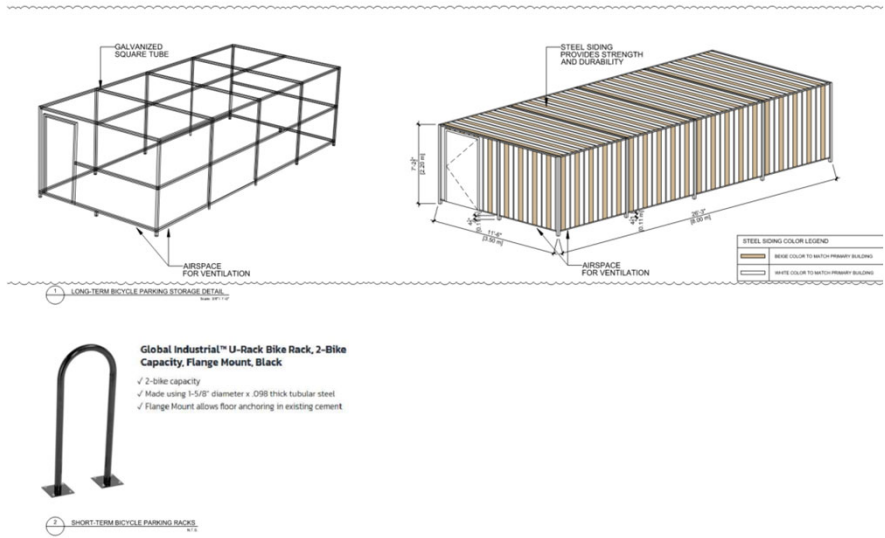 GALVANIZED
SQUARE TUBE
AIRSPACE
FOR VENTILATION
STEEL SIDING
PROVIDES STRENGTH
AND DURABILITY
[2.20 m]
11'-6"
[3.50 m]
26'-3"
[8.00 m]
[0.11 m]
AIRSPACE
FOR VENTILATION
STEEL SIDING COLOR LEGEND
BEIGE COLOR TO MATCH PRIMARY BUILDING
WHITE COLOR TO MATCH PRIMARY BUILDING
1 LONG-TERM BICYCLE PARKING STORAGE DETAIL
Global Industrial™ U-Rack Bike Rack, 2-Bike
Capacity, Flange Mount, Black
✓ 2-bike capacity
✓ Made using 1-5/8" diameter x .098 thick tubular steel
✓ Flange Mount allows floor anchoring in existing cement
2 SHORT-TERM BICYCLE PARKING RACKS
N.T.S.